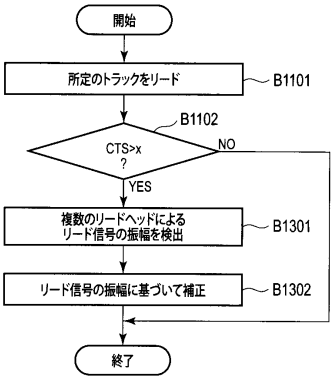 開始
所定のトラックをリード
B1101
B1102
CTS>x
?
NO
YES
複数のリードヘッドによる
リード信号の振幅を検出
B1301
リード信号の振幅に基づいて補正
B1302
終了